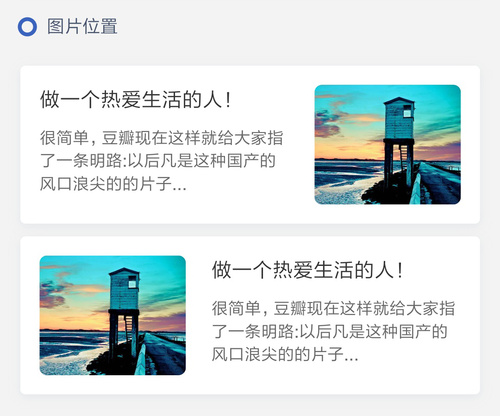 图片位置
做一个热爱生活的人！
很简单，豆瓣现在这样就给大家指
了一条明路:以后凡是这种国产的
风口浪尖的的片子...
做一个热爱生活的人！
很简单，豆瓣现在这样就给大家指
了一条明路:以后凡是这种国产的
风口浪尖的的片子...